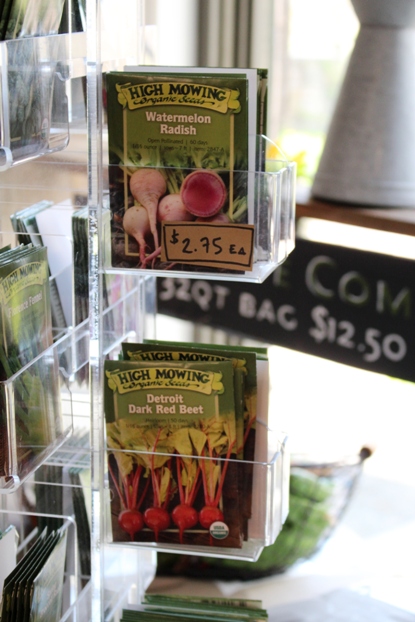 HIGH MOWING
Organic Seeds
Watermelon
Radish
$2.75 EA
COM
32QT BAG $12.50
HIGH MOWING
Organic Seeds
Detroit
Dark Red Beet